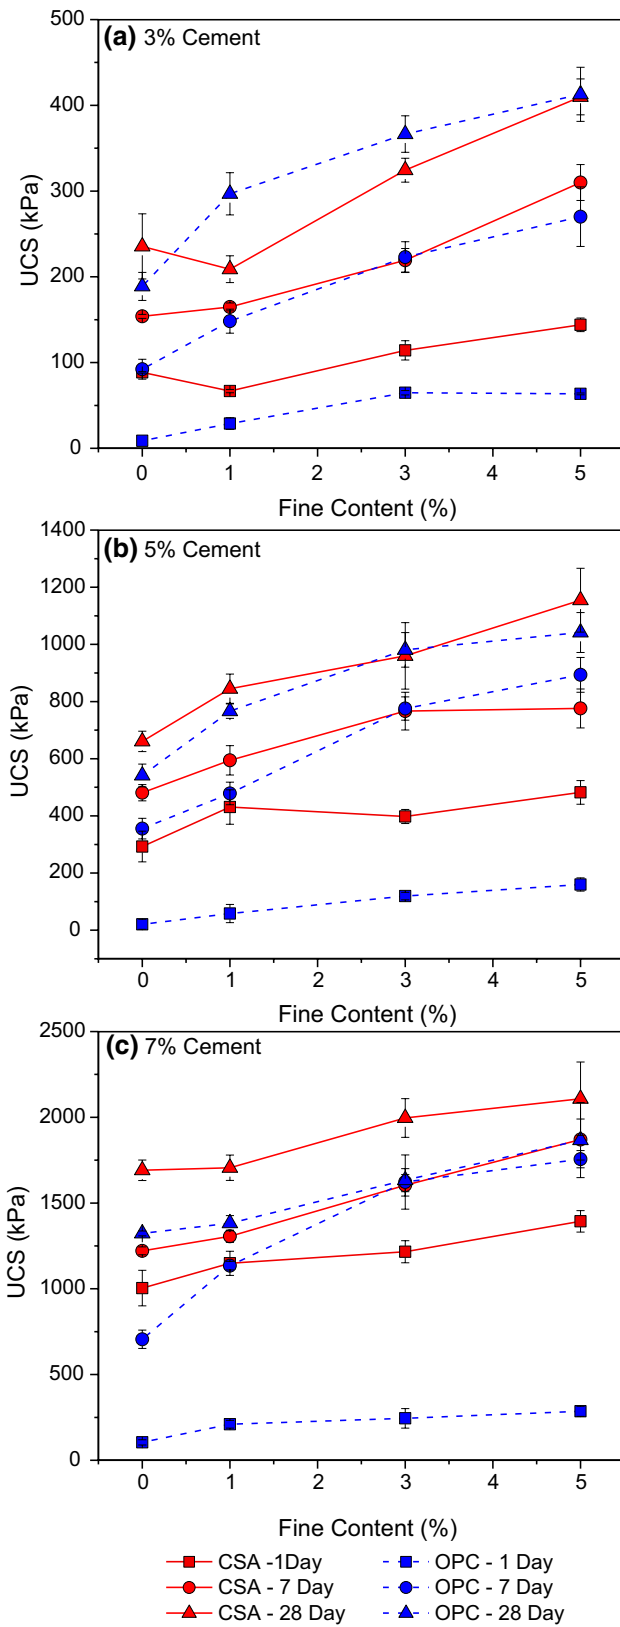 (a) 3% Cement
500
400
300
200
100
0
UCS (kPa)
0 1 2 3 4 5
Fine Content (%)
(b) 5% Cement
1400
1200
1000
800
600
400
200
0
UCS (kPa)
0 1 2 3 4 5
Fine Content (%)
(c) 7% Cement
2500
2000
1500
1000
500
0
UCS (kPa)
0 1 2 3 4 5
Fine Content (%)
CSA -1Day OPC - 1 Day
CSA - 7 Day OPC - 7 Day
CSA - 28 Day OPC - 28 Day